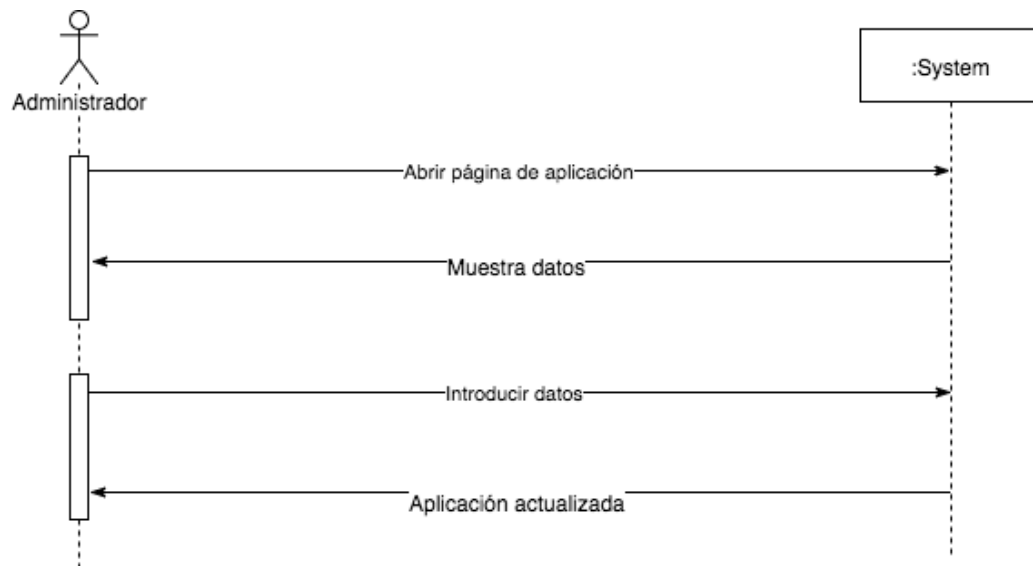 :System
Administrador
Abrir página de aplicación
Muestra datos
Introducir datos
Aplicación actualizada